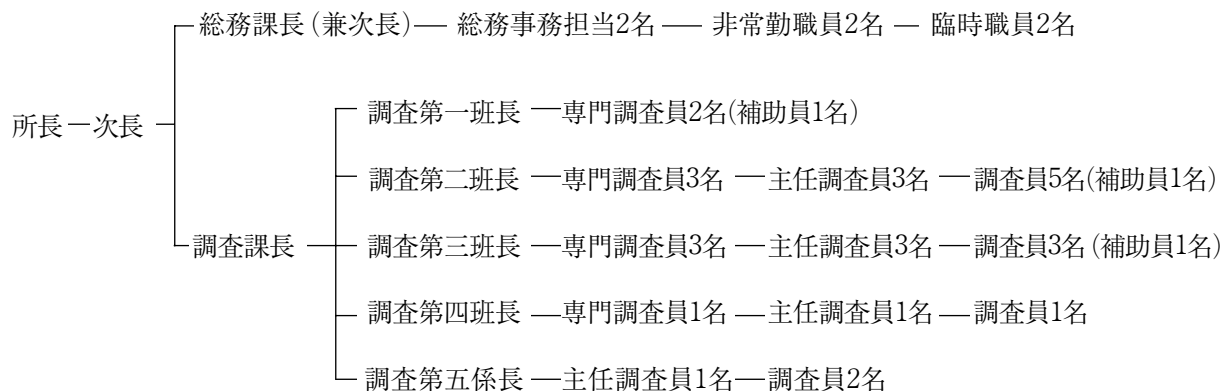 総務課長(兼次長) 総務事務担当2名 非常勤職員2名 臨時職員2名
調査第一班長 専門調査員2名(補助員1名)
所長 次長
調査第二班長 専門調査員3名 主任調査員3名 調査員5名(補助員1名)
調査課長 調査第三班長 専門調査員3名 主任調査員3名 調査員3名(補助員1名)
調査第四班長 専門調査員1名 主任調査員1名 調査員1名
調査第五係長 主任調査員1名 調査員2名